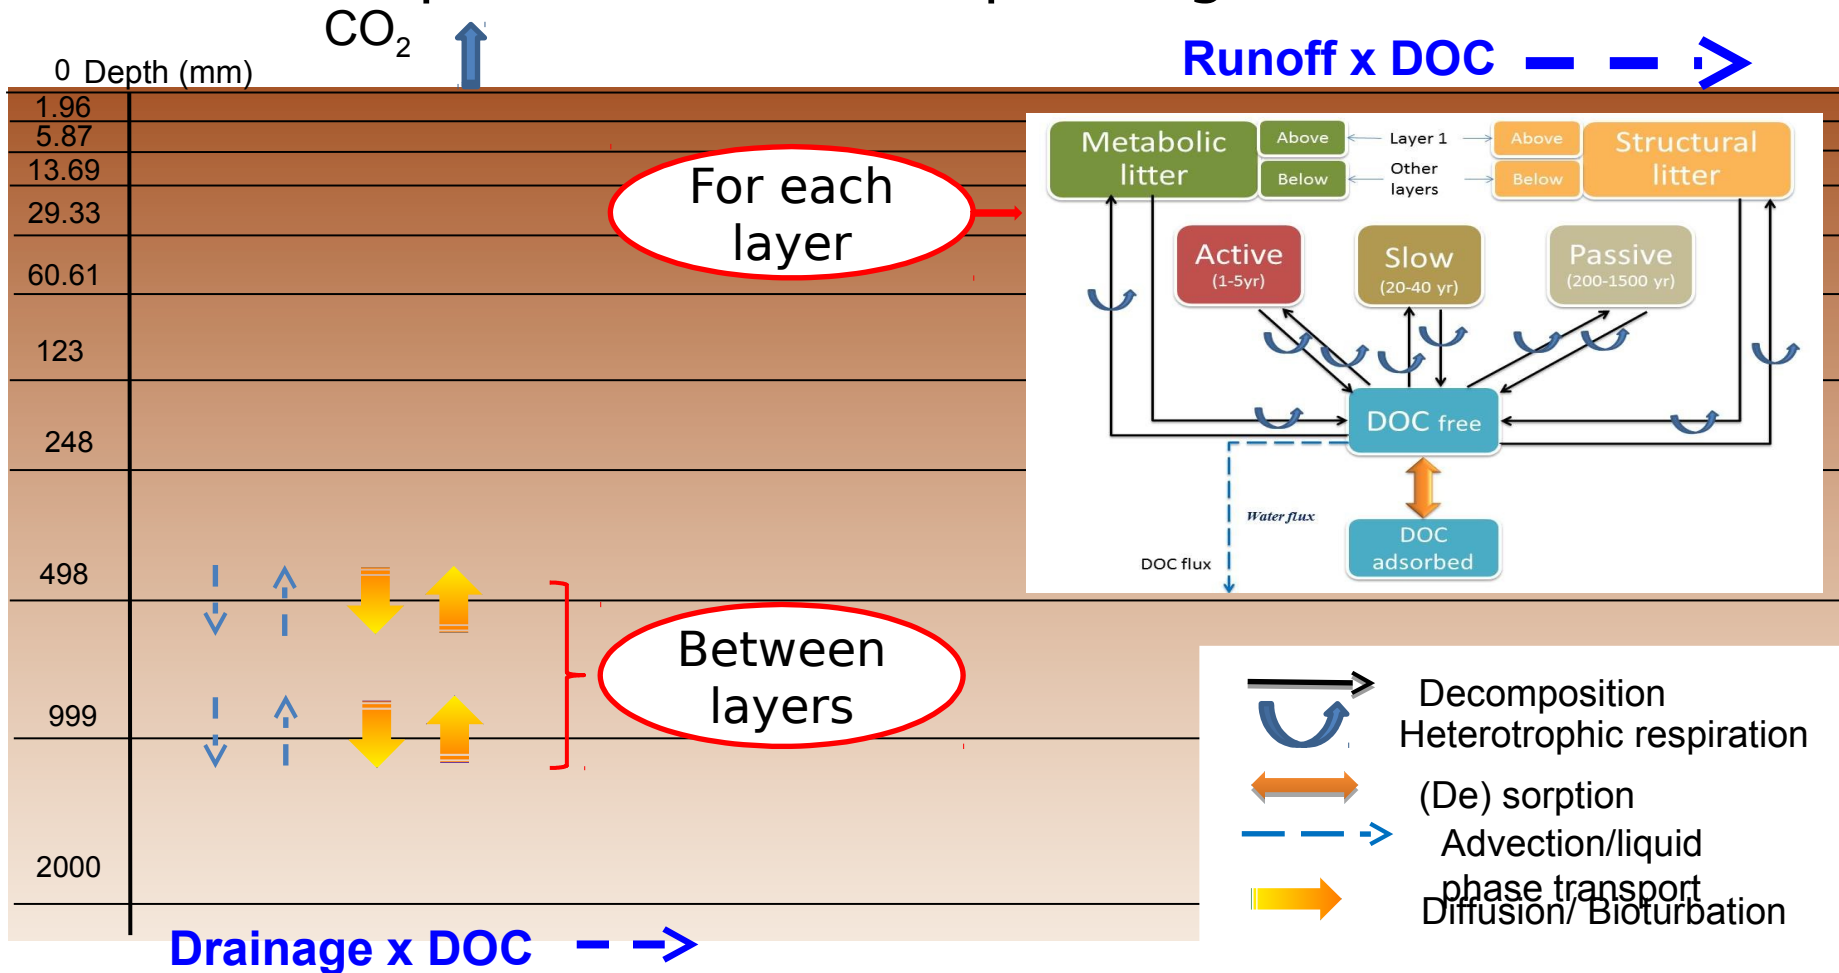 CO2
0 Depth (mm)
Runoff x DOC
1.96
5.87
13.69
29.33
60.61
123
248
498
999
2000
For each
layer
Metabolic
litter
Above
Below
Layer 1
Other
layers
Above
Below
Structural
litter
Active
(1-5yr)
Slow
(20-40 yr)
Passive
(200-1500 yr)
DOC free
Water flux
DOC flux
DOC
adsorbed
Between
layers
Decomposition
Heterotrophic respiration
(De) sorption
Advection/liquid
phase transport
Diffusion/ Bioturbation
Drainage x DOC